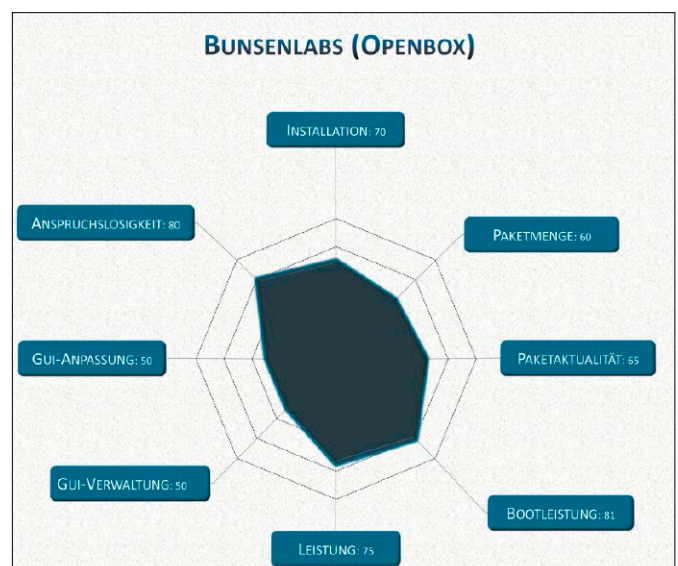 BUNSENLABS (OPENBOX)
INSTALLATION: 70
ANSPRUCHSLOSIGKEIT: 80
PAKETMENGE: 60
GUI-ANPASSUNG: 50
PAKETAKTUALITÄT: 65
GUI-VERWALTUNG: 50
BOOTLEISTUNG: 81
LEISTUNG: 75